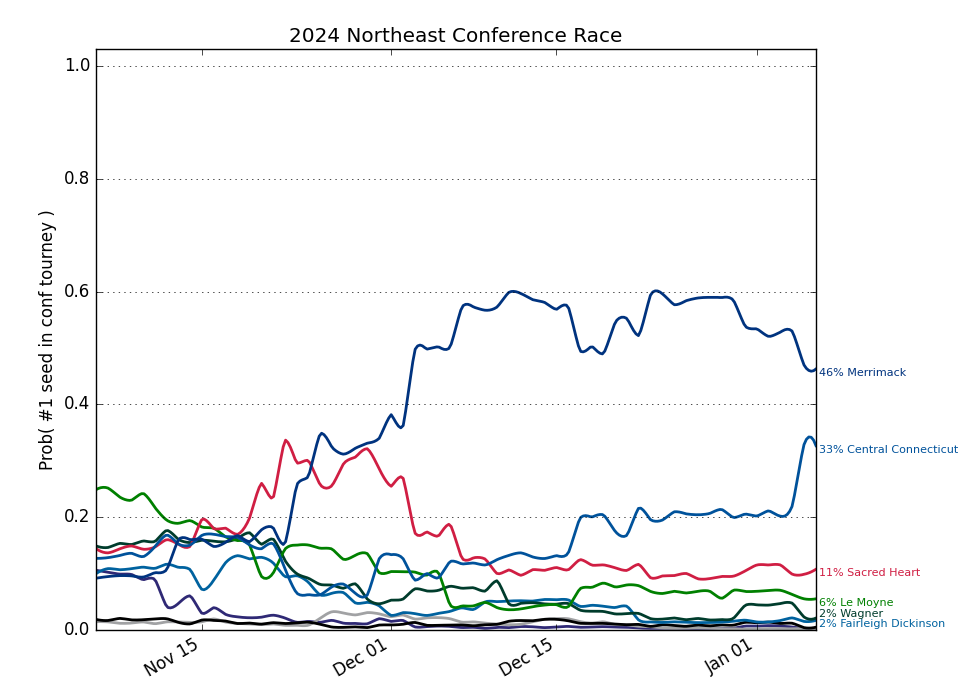 2024 Northeast Conference Race
Prob( #1 seed in conf tourney )
1.0
0.8
0.6
0.4
0.2
0.0
Nov 15
Dec 01
Dec 15
Jan 01
46% Merrimack
33% Central Connecticut
11% Sacred Heart
6% Le Moyne
2% Wagner
2% Fairleigh Dickinson